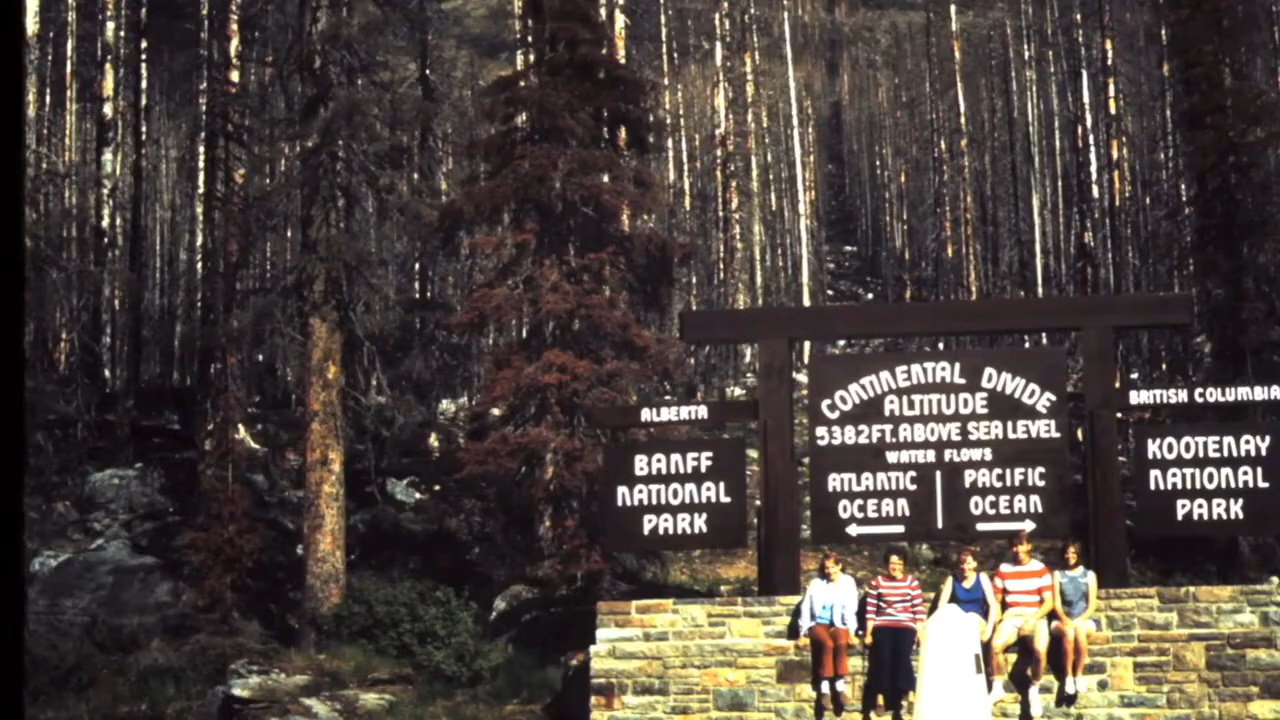 ALBERTA
BANFF
NATIONAL
PARK
CONTINENTAL DIVIDE
ALTITUDE
5382 FT. ABOVE SEA LEVEL
WATER FLOWS
ATLANTIC
OCEAN
PACIFIC
OCEAN
BRITISH COLUMBIA
KOOTENAY
NATIONAL
PARK